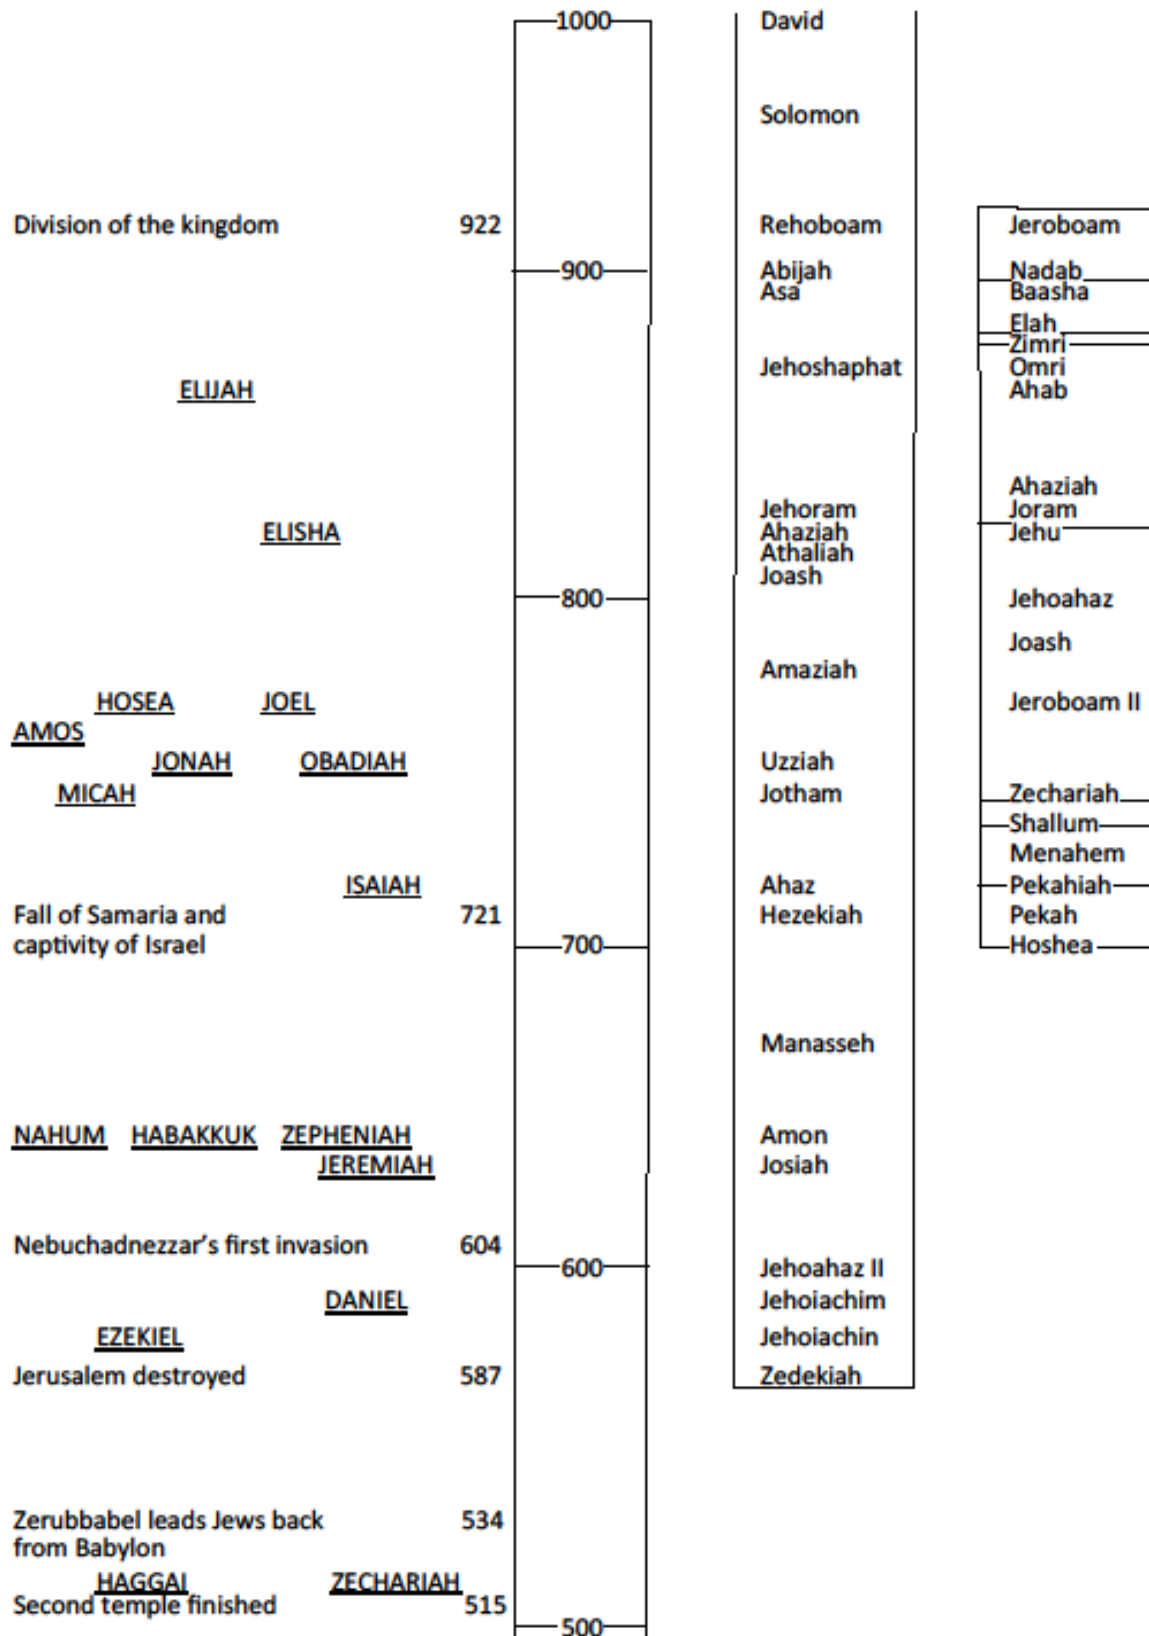 1000 David
Solomon
Division of the kingdom 922 Rehoboam Jeroboam
900 Abijah Nadab
Asa Baasha
Elah
Zimri
Jehoshaphat Omri
ELIJAH Ahab
Ahaziah
Jehoram Joram
ELISHA Ahaziah Jehu
Athaliah
Joash
800 Jehoahaz
Joash
Amaziah
HOSEA JOEL Jeroboam II
AMOS
JONAH OBADIAH Uzziah
MICAH Jotham Zechariah
Shallum
Menahem
ISAIAH Ahaz Pekahiah
Fall of Samaria and 721 Hezekiah Pekah
captivity of Israel 700 Hoshea
Manasseh
NAHUM HABAKKUK ZEPHENIAH Amon
JEREMIAH Josiah
Nebuchadnezzar's first invasion 604
600 Jehoahaz II
DANIEL Jehoiachim
EZEKIEL Jehoiachin
Jerusalem destroyed 587 Zedekiah
Zerubbabel leads Jews back 534
from Babylon
HAGGAI ZECHARIAH
Second temple finished 515
500